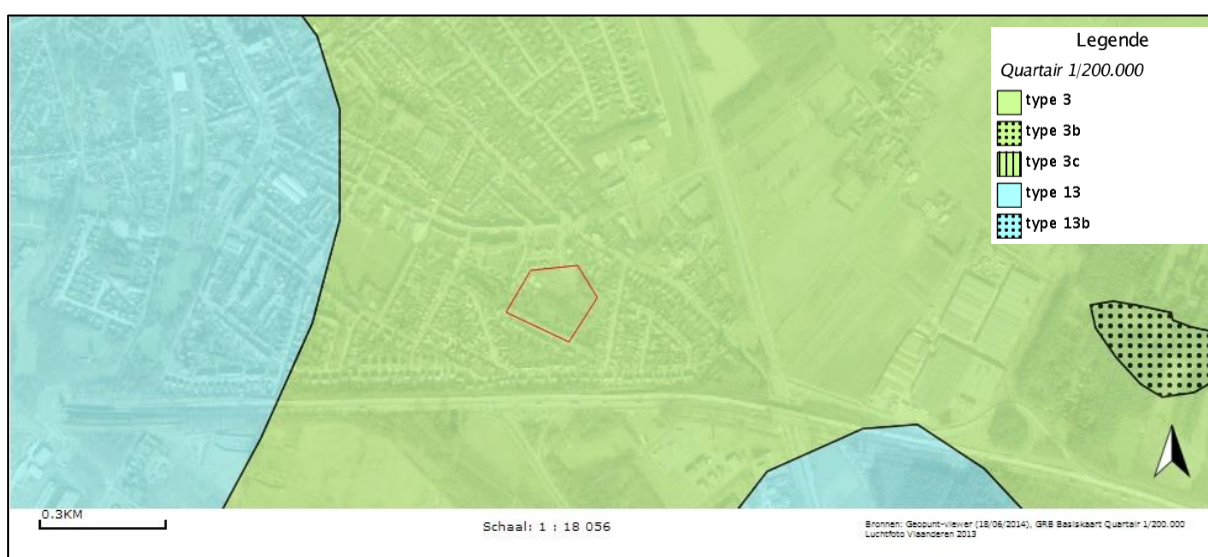 Legende
Quartair 1/200.000
type 3
type 3b
type 3c
type 13
type 13b
0.3KM
Schaal: 1 : 18 056
Bronnen: Geopunt-viewer (18/06/2014), GRB Basiskaart Quartair 1/200.000
Luchtfoto Vlaanderen 2013